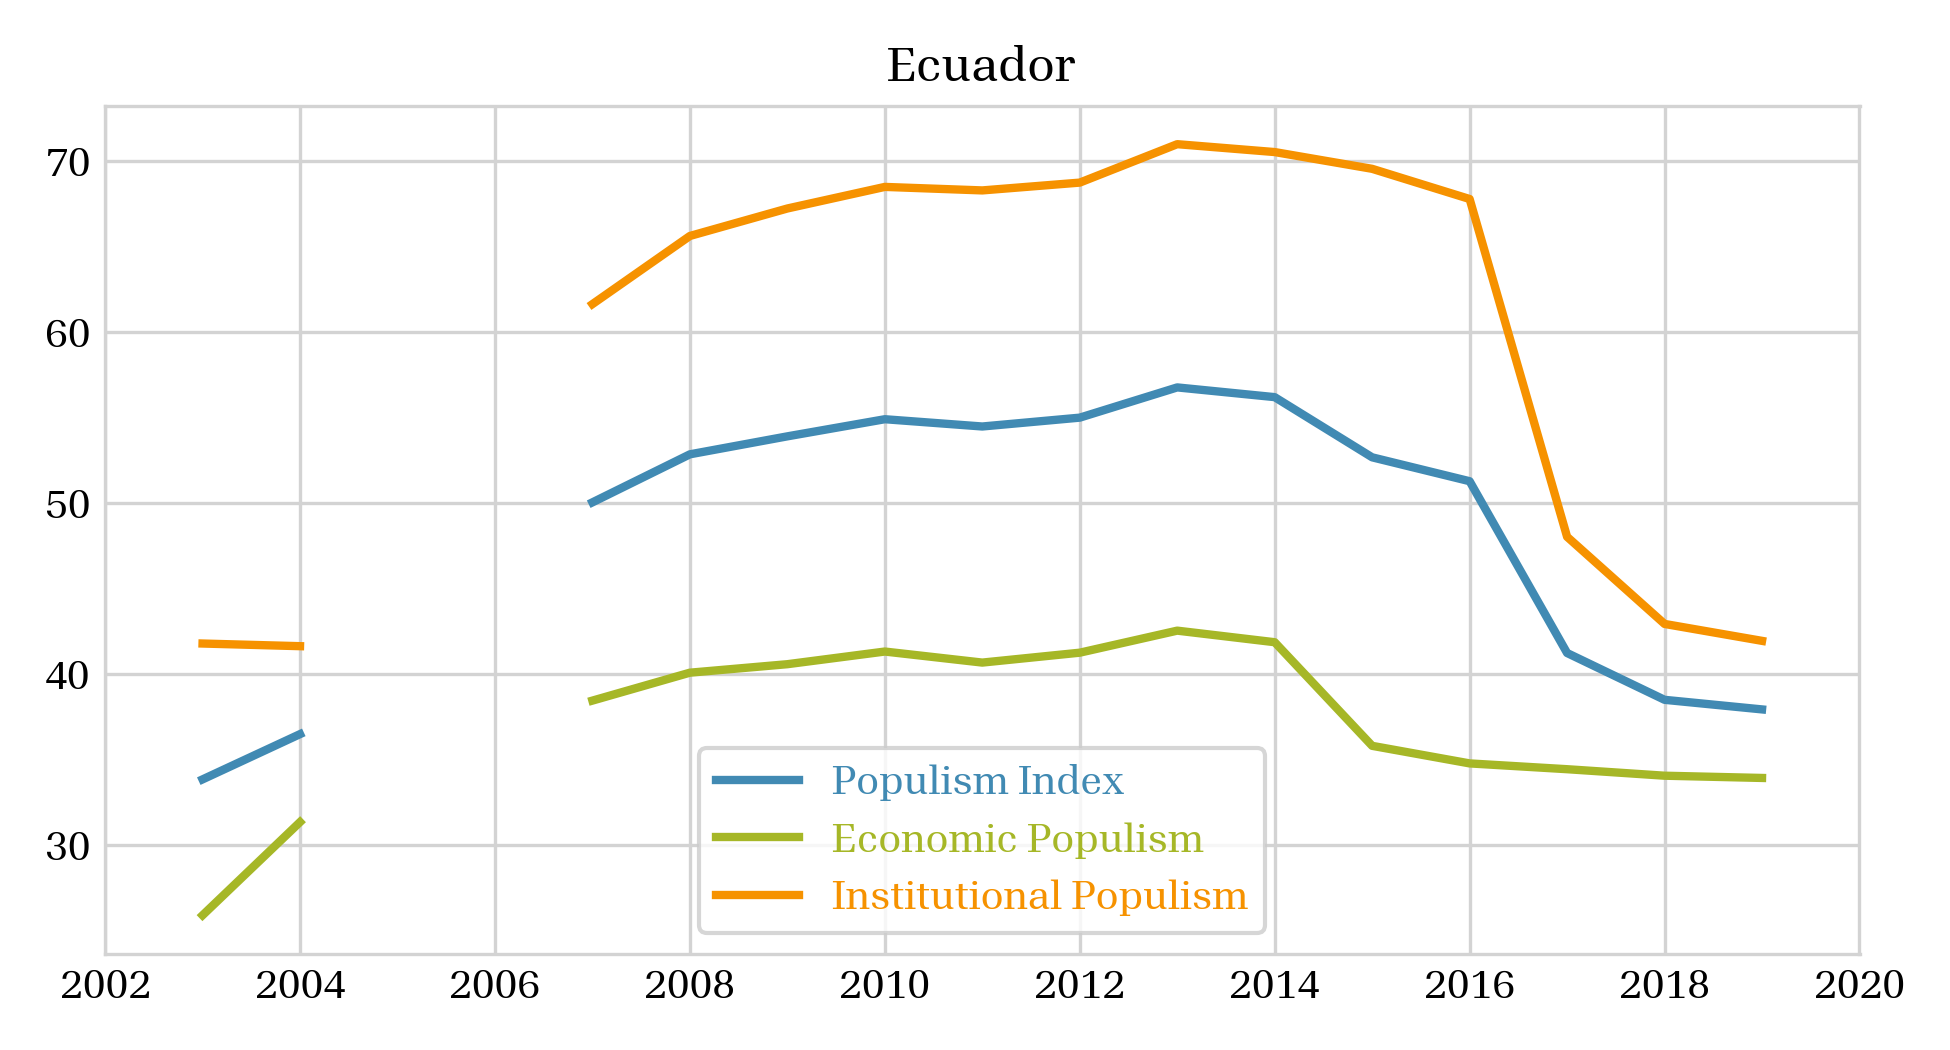 Ecuador
70
60
50
40
30
Populism Index
Economic Populism
Institutional Populism
2002 2004 2006 2008 2010 2012 2014 2016 2018 2020